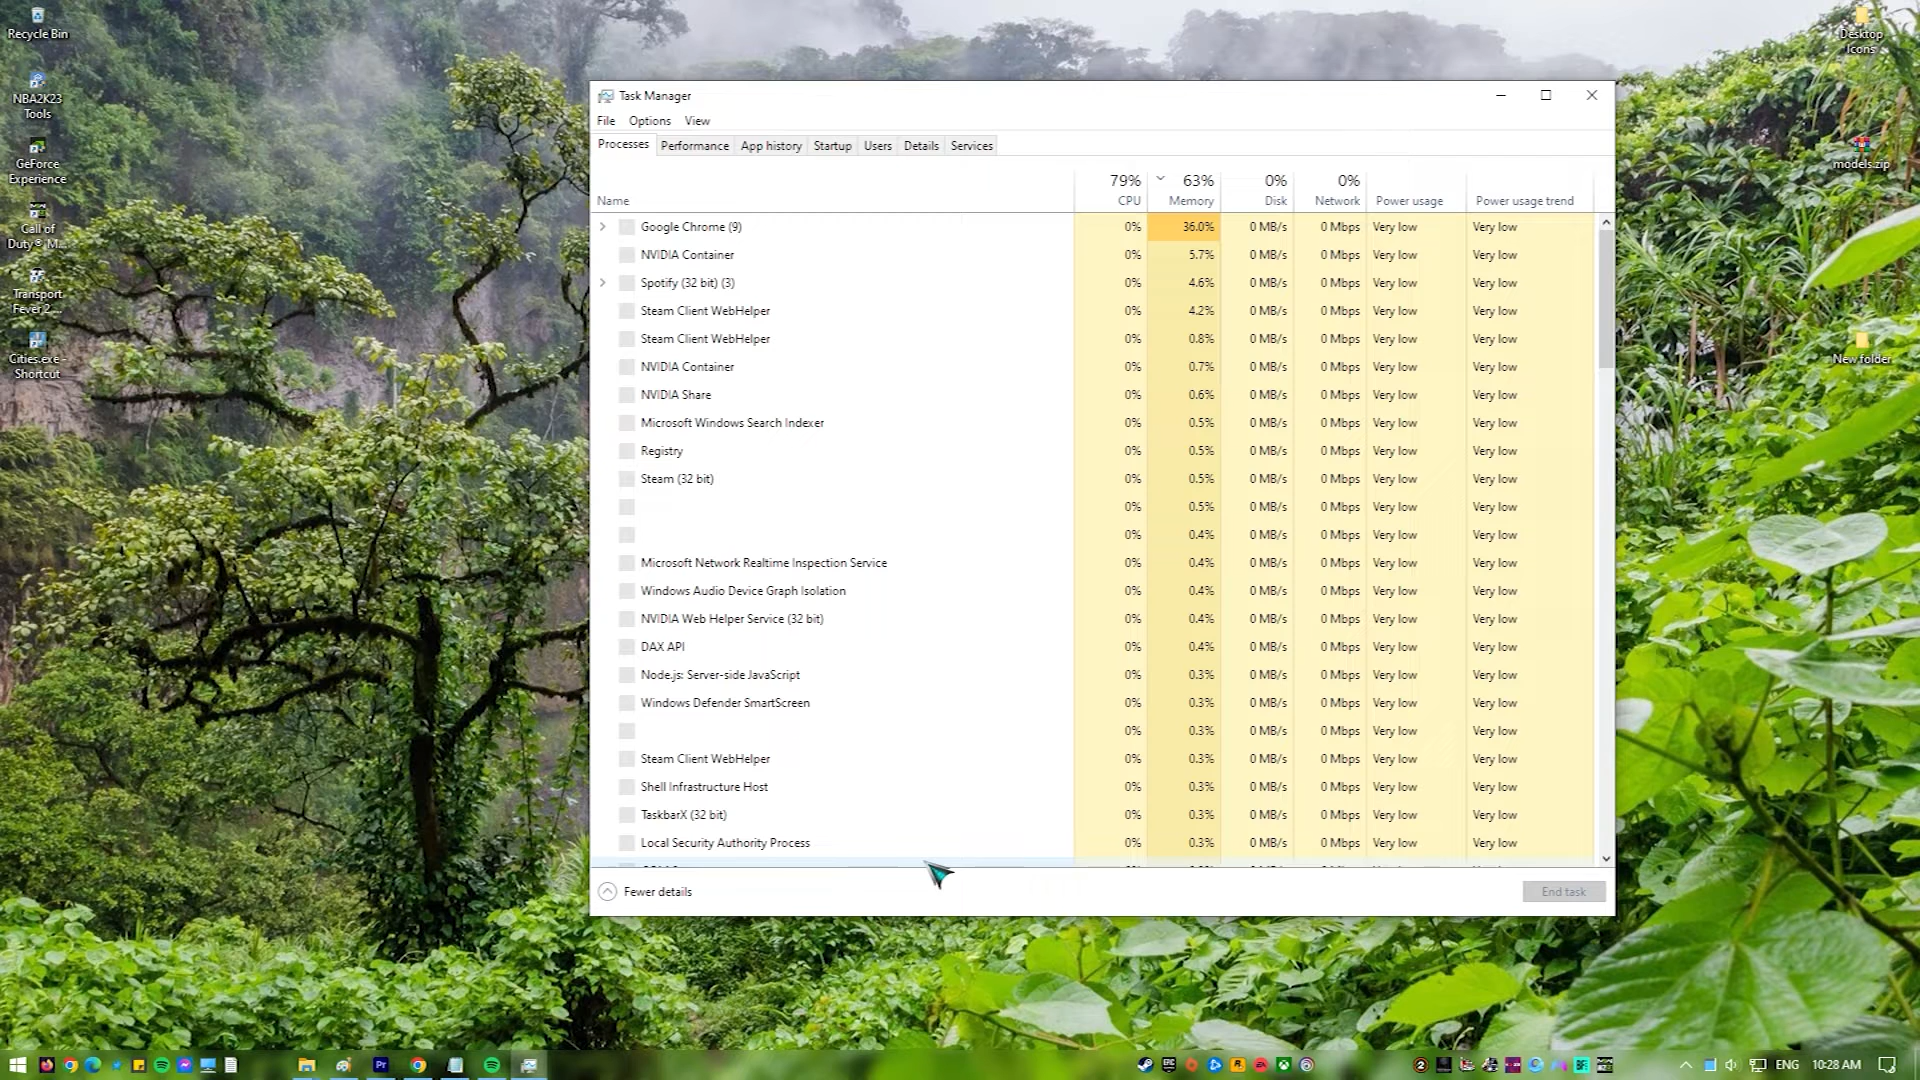 Recycle Bin
NBA2K23
Tools
GeForce
Experience
Call of
Duty® M...
Transport
Fever 2 ...
Cities.exe -
Shortcut
Desktop
Icons
models.zip
New folder
Task Manager
File Options View
Processes Performance App history Startup Users Details Services
79% 63% 0% 0%
Name CPU Memory Disk Network Power usage Power usage trend
Google Chrome (9) 0% 36.0% 0 MB/s 0 Mbps Very low Very low
NVIDIA Container 0% 5.7% 0 MB/s 0 Mbps Very low Very low
Spotify (32 bit) (3) 0% 4.6% 0 MB/s 0 Mbps Very low Very low
Steam Client WebHelper 0% 4.2% 0 MB/s 0 Mbps Very low Very low
Steam Client WebHelper 0% 0.8% 0 MB/s 0 Mbps Very low Very low
NVIDIA Container 0% 0.7% 0 MB/s 0 Mbps Very low Very low
NVIDIA Share 0% 0.6% 0 MB/s 0 Mbps Very low Very low
Microsoft Windows Search Indexer 0% 0.5% 0 MB/s 0 Mbps Very low Very low
Registry 0% 0.5% 0 MB/s 0 Mbps Very low Very low
Steam (32 bit) 0% 0.5% 0 MB/s 0 Mbps Very low Very low
0% 0.5% 0 MB/s 0 Mbps Very low Very low
0% 0.4% 0 MB/s 0 Mbps Very low Very low
Microsoft Network Realtime Inspection Service 0% 0.4% 0 MB/s 0 Mbps Very low Very low
Windows Audio Device Graph Isolation 0% 0.4% 0 MB/s 0 Mbps Very low Very low
NVIDIA Web Helper Service (32 bit) 0% 0.4% 0 MB/s 0 Mbps Very low Very low
DAX API 0% 0.4% 0 MB/s 0 Mbps Very low Very low
Node.js: Server-side JavaScript 0% 0.3% 0 MB/s 0 Mbps Very low Very low
Windows Defender SmartScreen 0% 0.3% 0 MB/s 0 Mbps Very low Very low
0% 0.3% 0 MB/s 0 Mbps Very low Very low
Steam Client WebHelper 0% 0.3% 0 MB/s 0 Mbps Very low Very low
Shell Infrastructure Host 0% 0.3% 0 MB/s 0 Mbps Very low Very low
TaskbarX (32 bit) 0% 0.3% 0 MB/s 0 Mbps Very low Very low
Local Security Authority Process 0% 0.3% 0 MB/s 0 Mbps Very low Very low
Fewer details End task
Pr
EPIC
ENG 10:28 AM